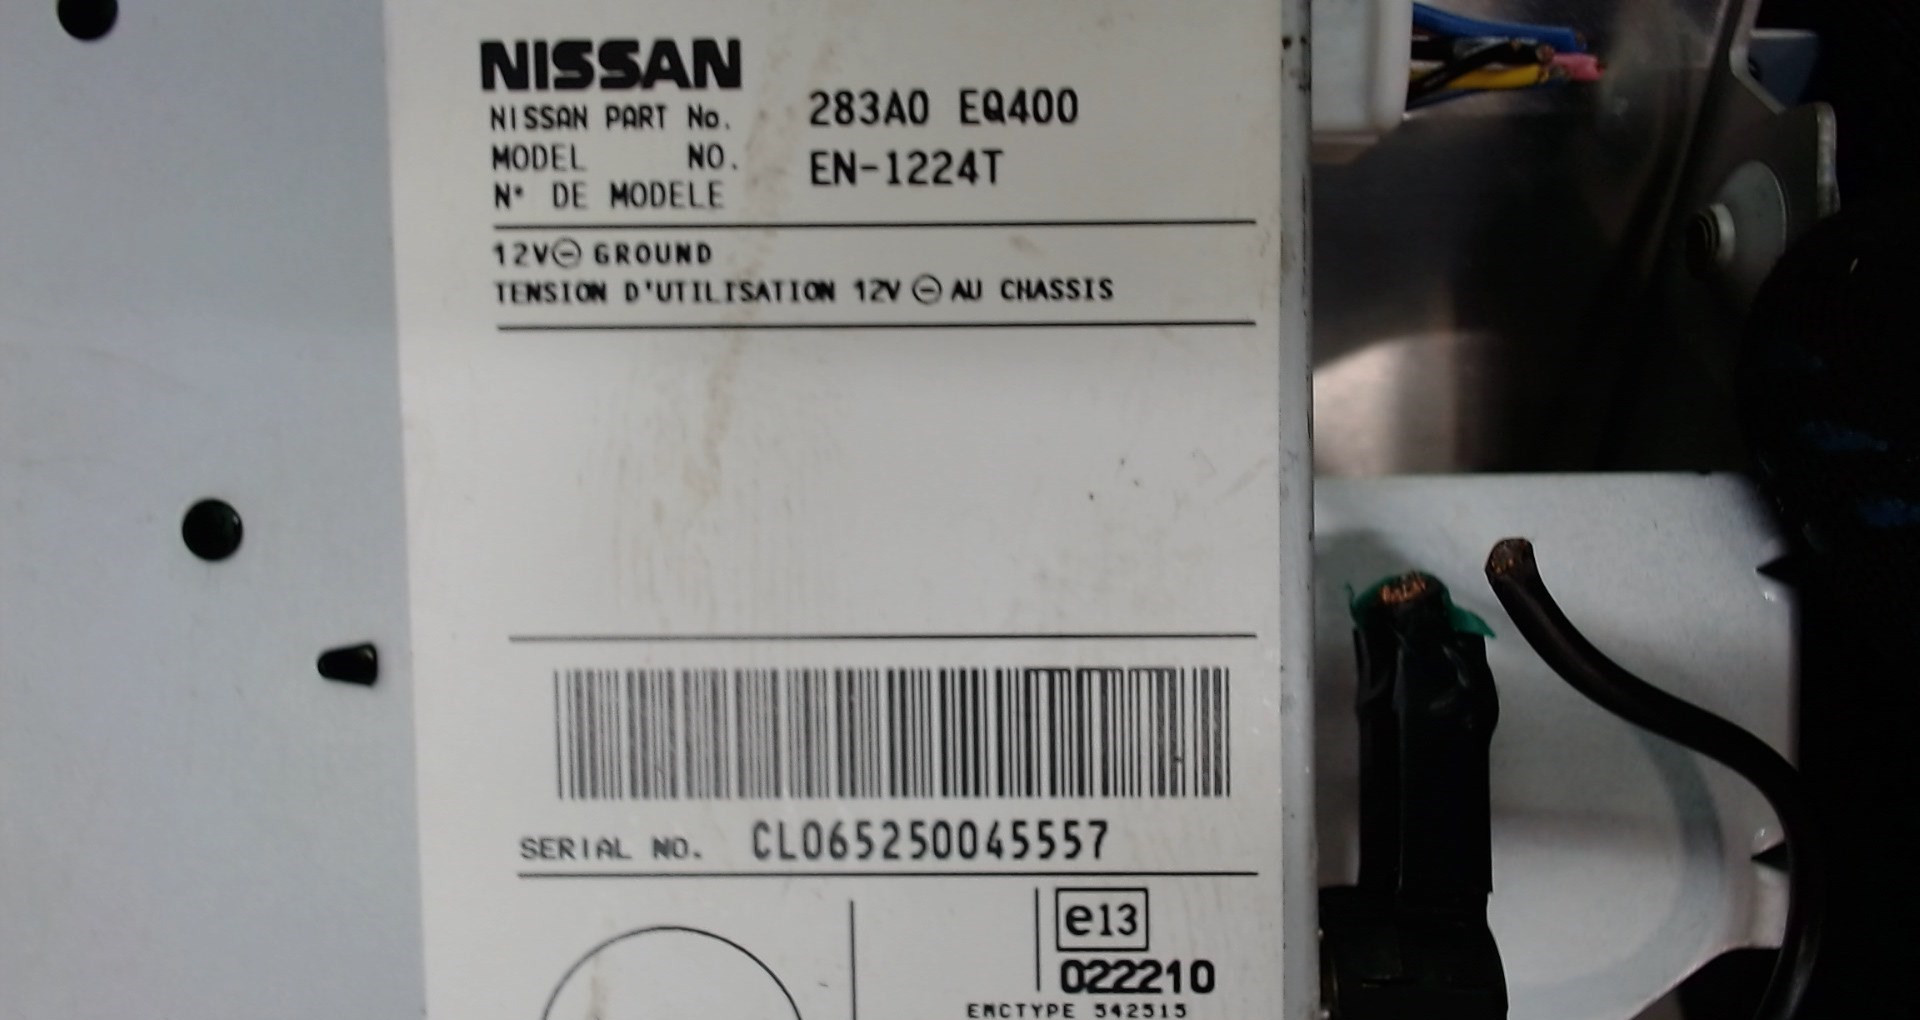 NISSAN
NISSAN PART No. 283A0 EQ400
MODEL NO. EN-1224T
N° DE MODELE
12V⊖ GROUND
TENSION D'UTILISATION 12V ⊖ AU CHASSIS
SERIAL NO. CL065250045557
e13
022210
EMCTYPE 542515